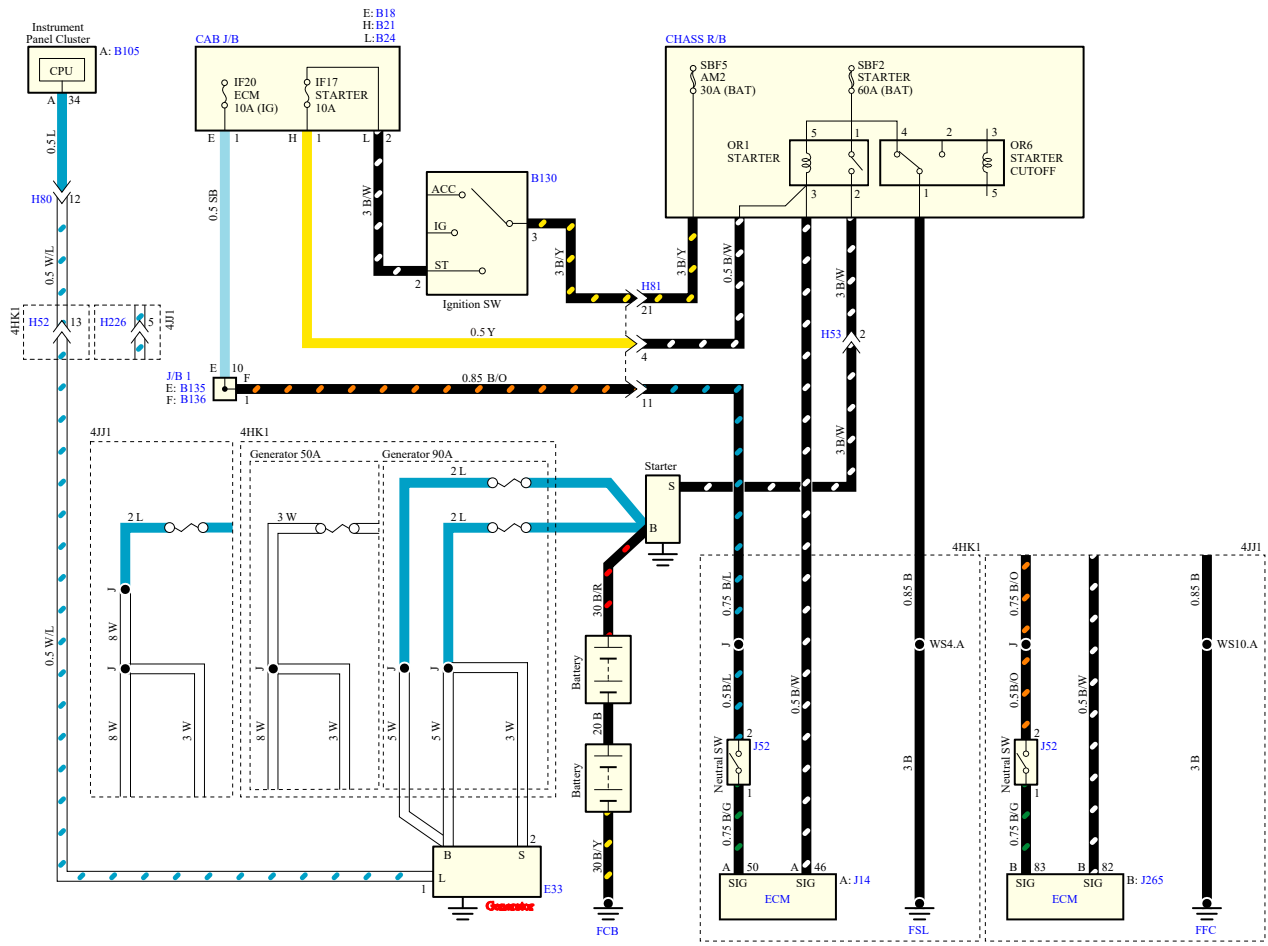 Instrument
Panel Cluster
A: B105
CPU
A 34
0.5 L
H80 12
0.5 W/L
4HK1
H52 13
H226 5
4JJ1
0.5 W/L
E: B18
H: B21
L: B24
CAB J/B
IF20
ECM
10A (IG)
IF17
STARTER
10A
E 1
H 1
L 2
0.5 SB
3 B/W
B130
ACC
IG
ST
2
3
Ignition SW
3 B/Y
H81
21
3 B/Y
0.5 Y
4
0.5 B/W
J/B 1
E: B135
F: B136
E 10
F
1
0.85 B/O
11
CHASS R/B
SBF5
AM2
30A (BAT)
SBF2
STARTER
60A (BAT)
OR1
STARTER
5
1
3
2
4
2
3
1
5
OR6
STARTER
CUTOFF
3 B/W
H53 2
3 B/W
4JJ1
2 L
J
8 W
J
8 W
3 W
4HK1
Generator 50A
3 W
J
8 W
3 W
Generator 90A
2 L
2 L
J
J
5 W
5 W
3 W
Starter
S
B
30 B/R
Battery
20 B
Battery
30 B/Y
FCB
B
S
2
L
1
E33
Generator
4HK1
0.75 B/L
J
0.5B/L
2
J52
Neutral SW
1
0.75 B/G
A 50
SIG
0.5 B/W
A 46
SIG
ECM
A: J14
0.85 B
WS4.A
3 B
FSL
4JJ1
0.75 B/O
J
0.5B/O
2
J52
Neutral SW
1
0.75 B/G
B 83
SIG
0.5 B/W
B 82
SIG
ECM
B: J265
0.85 B
WS10.A
3 B
FFC